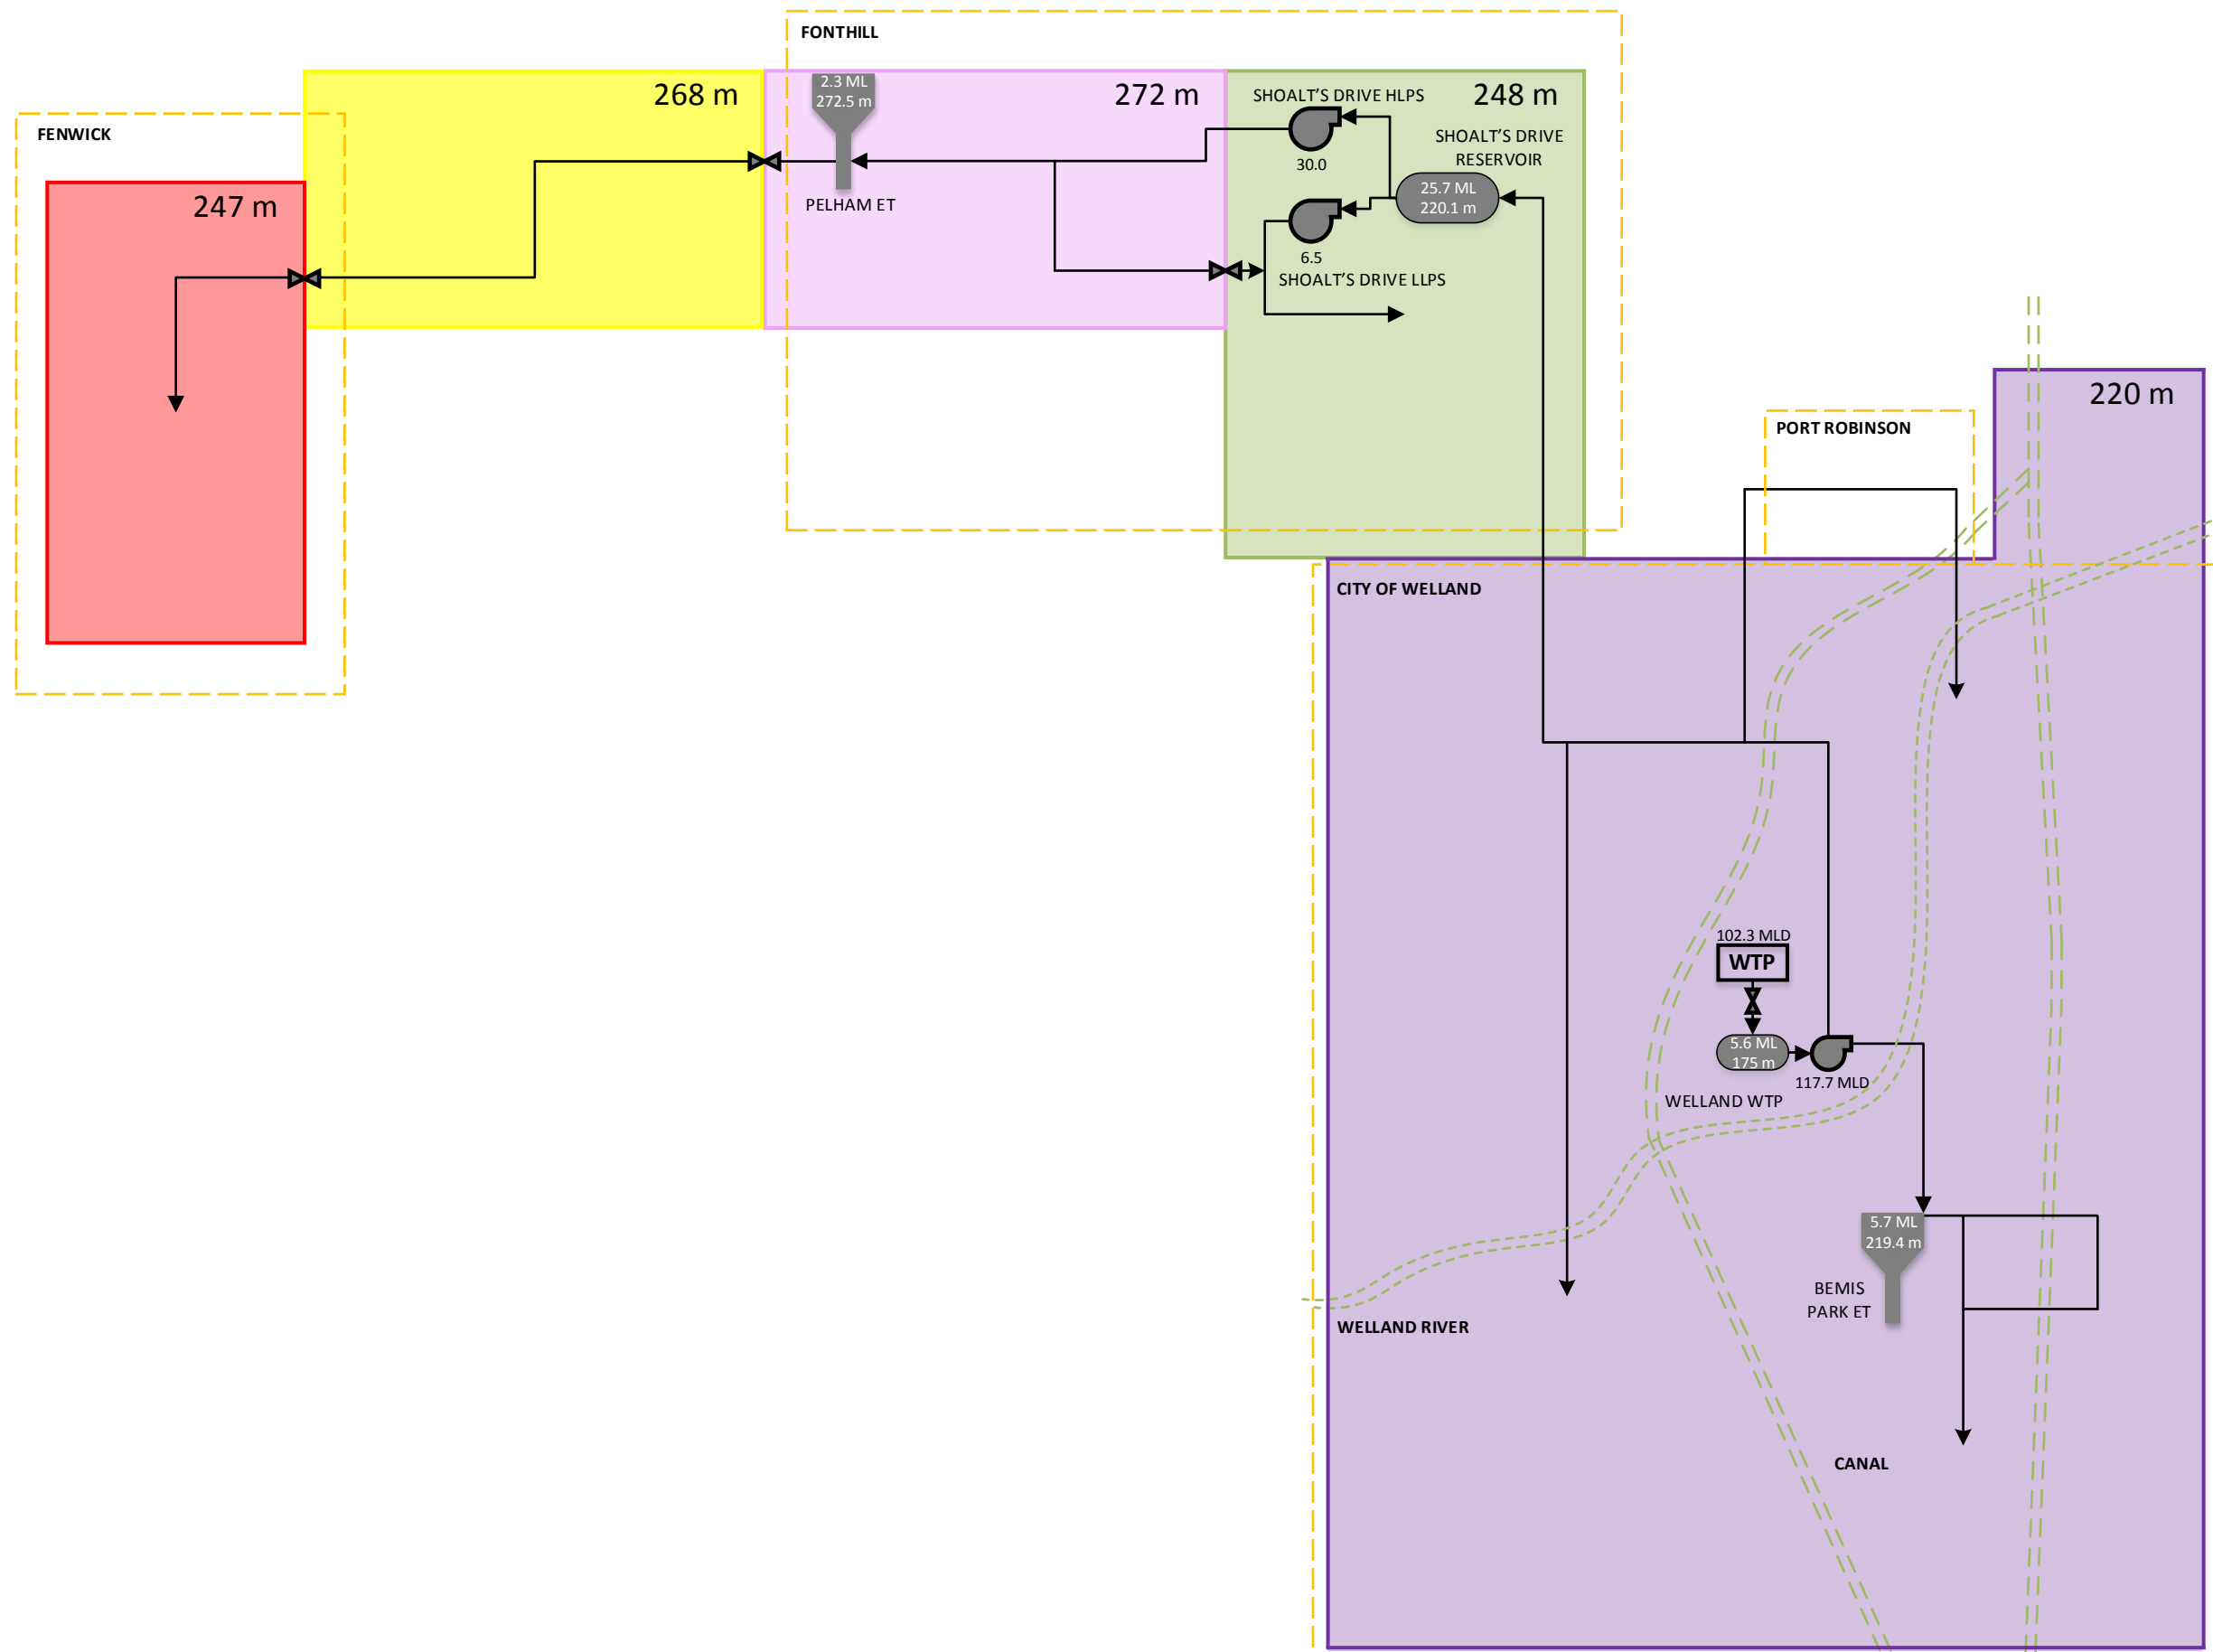 FONTHILL
2.3 ML
272.5 m
PELHAM ET
268 m
272 m
SHOALT'S DRIVE HLPS
248 m
30.0
SHOALT'S DRIVE
RESERVOIR
25.7 ML
220.1 m
6.5
SHOALT'S DRIVE LLPS
FENWICK
247 m
220 m
PORT ROBINSON
CITY OF WELLAND
102.3 MLD
WTP
5.6 ML
175 m
117.7 MLD
WELLAND WTP
5.7 ML
219.4 m
BEMIS
PARK ET
WELLAND RIVER
CANAL